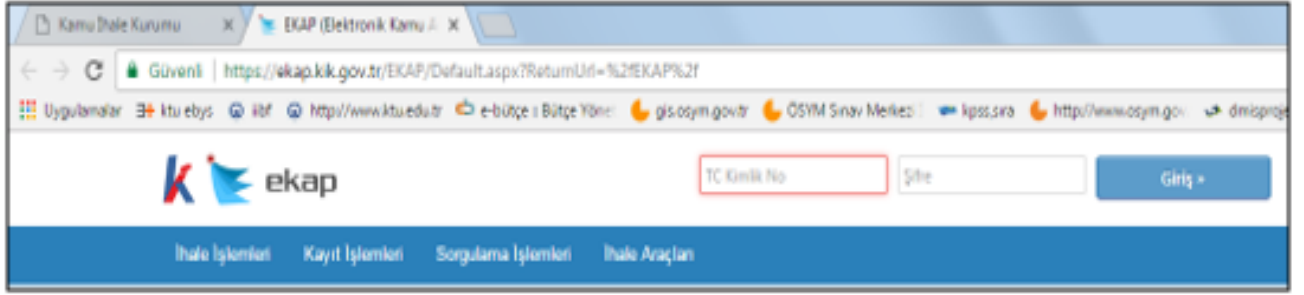 Kamu İhale Kurumu × EKAP (Elektronik Kamu A ×
Güvenli | https://ekap.kik.gov.tr/EKAP/Default.aspx?ReturnUrl=%2fEKAP%2f
Uygulamalar ktu ebys iibf http://www.ktu.edu.tr e-bütçe :: Bütçe Yöne gis.osym.gov.tr ÖSYM Sınav Merkezi kpss.sıra http://www.osym.gov dmisproje
k ekap TC Kimlik No Şifre Giriş »
İhale İşlemleri Kayıt İşlemleri Sorgulama İşlemleri İhale Araçları